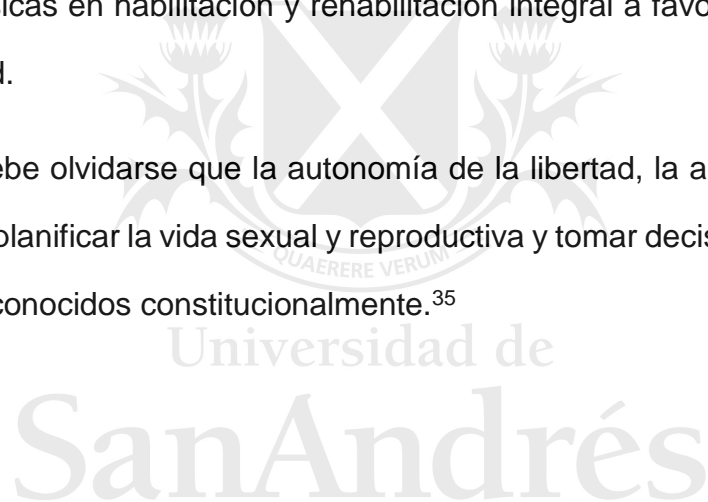 sicas en habilitación y rehabilitación integral a favo
d.
ebe olvidarse que la autonomía de la libertad, la a
planificar la vida sexual y reproductiva y tomar decis
QUAERERE VERUM
conocidos constitucionalmente.³⁵
Universidad de
SanAndrés